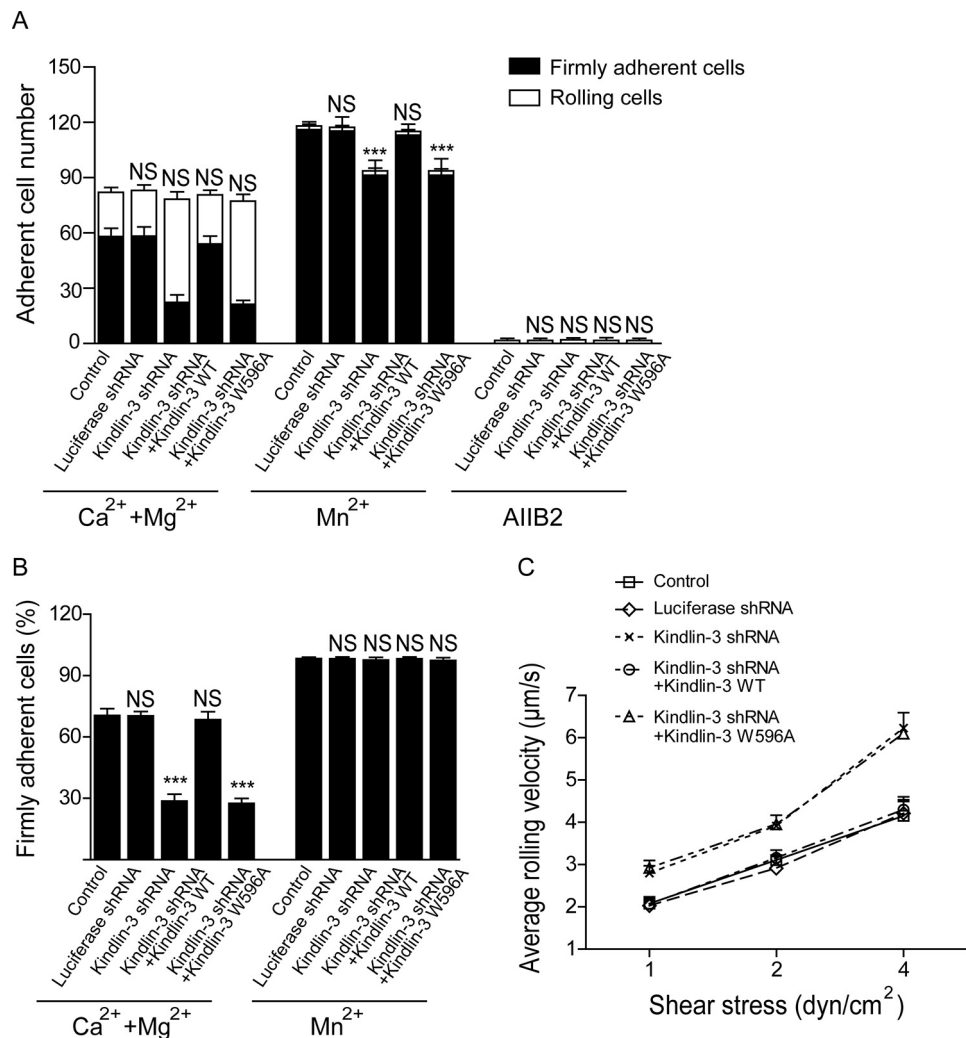 A
150
120
90
60
30
0
Adherent cell number
Firmly adherent cells
Rolling cells
NS
NS
NS
NS
NS
***
NS
***
NS
NS
NS
NS
Control
Luciferase shRNA
Kindlin-3 shRNA
Kindlin-3 shRNA
+Kindlin-3 WT
Kindlin-3 shRNA
+Kindlin-3 W596A
Control
Luciferase shRNA
Kindlin-3 shRNA
Kindlin-3 shRNA
+Kindlin-3 WT
Kindlin-3 shRNA
+Kindlin-3 W596A
Control
Luciferase shRNA
Kindlin-3 shRNA
Kindlin-3 shRNA
+Kindlin-3 WT
Kindlin-3 shRNA
+Kindlin-3 W596A
Ca2+ +Mg2+
Mn2+
AIIB2
B
120
90
60
30
Firmly adherent cells (%)
NS
***
NS
***
NS
NS
NS
NS
Control
Luciferase shRNA
Kindlin-3 shRNA
Kindlin-3 shRNA
+Kindlin-3 WT
Kindlin-3 shRNA
+Kindlin-3 W596A
Control
Luciferase shRNA
Kindlin-3 shRNA
Kindlin-3 shRNA
+Kindlin-3 WT
Kindlin-3 shRNA
+Kindlin-3 W596A
Ca2+ +Mg2+
Mn2+
C
Control
Luciferase shRNA
Kindlin-3 shRNA
Kindlin-3 shRNA
+Kindlin-3 WT
Kindlin-3 shRNA
+Kindlin-3 W596A
7
6
5
4
3
2
1
Average rolling velocity (μm/s)
1
2
4
Shear stress (dyn/cm2)